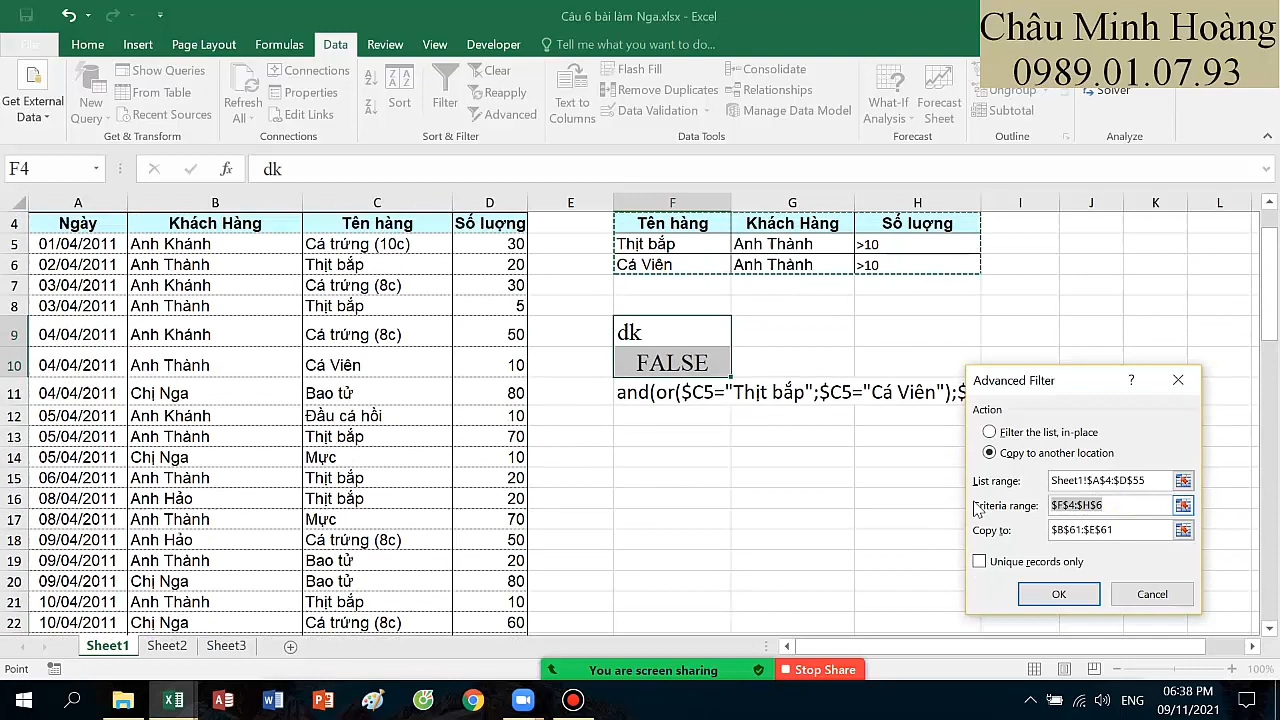 Câu 6 bài làm Nga.xlsx - Excel
Châu Minh Hoàng
0989.01.07.93
File Home Insert Page Layout Formulas Data Review View Developer Tell me what you want to do...
Get External Data
New Query
Show Queries
From Table
Recent Sources
Get & Transform
Refresh All
Connections
Properties
Edit Links
Connections
Sort
Filter
Clear
Reapply
Advanced
Sort & Filter
Text to Columns
Flash Fill
Remove Duplicates
Data Validation
Consolidate
Relationships
Manage Data Model
Data Tools
What-If Analysis
Forecast Sheet
Forecast
Ungroup
Subtotal
Outline
Solver
Analyze
F4 fx dk
A B C D E F G H I J K L
4 Ngày Khách Hàng Tên hàng Số luợng Tên hàng Khách Hàng Số luợng
5 01/04/2011 Anh Khánh Cá trứng (10c) 30 Thịt bắp Anh Thành >10
6 02/04/2011 Anh Thành Thịt bắp 20 Cá Viên Anh Thành >10
7 03/04/2011 Anh Khánh Cá trứng (8c) 30
8 03/04/2011 Anh Thành Thịt bắp 5
9 04/04/2011 Anh Khánh Cá trứng (8c) 50 dk
10 04/04/2011 Anh Thành Cá Viên 10 FALSE
11 04/04/2011 Chị Nga Bao tử 80 and(or($C5="Thịt bắp";$C5="Cá Viên");$
12 05/04/2011 Anh Khánh Đầu cá hồi 10
13 05/04/2011 Anh Thành Thịt bắp 70
14 05/04/2011 Chị Nga Mực 10
15 06/04/2011 Anh Thành Thịt bắp 20
16 08/04/2011 Anh Hảo Thịt bắp 20
17 08/04/2011 Anh Thành Mực 70
18 09/04/2011 Anh Hảo Cá trứng (8c) 50
19 09/04/2011 Anh Thành Bao tử 20
20 09/04/2011 Chị Nga Bao tử 80
21 10/04/2011 Anh Thành Thịt bắp 10
22 10/04/2011 Chị Nga Cá trứng (8c) 60
Advanced Filter ?
Action
Filter the list, in-place
Copy to another location
List range: Sheet1!$A$4:$D$55
Criteria range: $F$4:$H$6
Copy to: $B$61:$E$61
Unique records only
OK Cancel
Sheet1 Sheet2 Sheet3
Point You are screen sharing Stop Share 100%
ENG 06:38 PM
09/11/2021